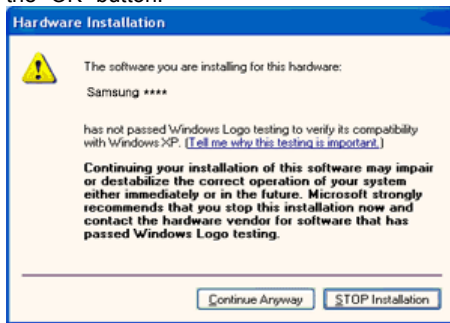 the "OK" button.
Hardware Installation
The software you are installing for this hardware:
Samsung ****
has not passed Windows Logo testing to verify its compatibility
with Windows XP. (Tell me why this testing is important.)
Continuing your installation of this software may impair
or destabilize the correct operation of your system
either immediately or in the future. Microsoft strongly
recommends that you stop this installation now and
contact the hardware vendor for software that has
passed Windows Logo testing.
Continue Anyway
STOP Installation